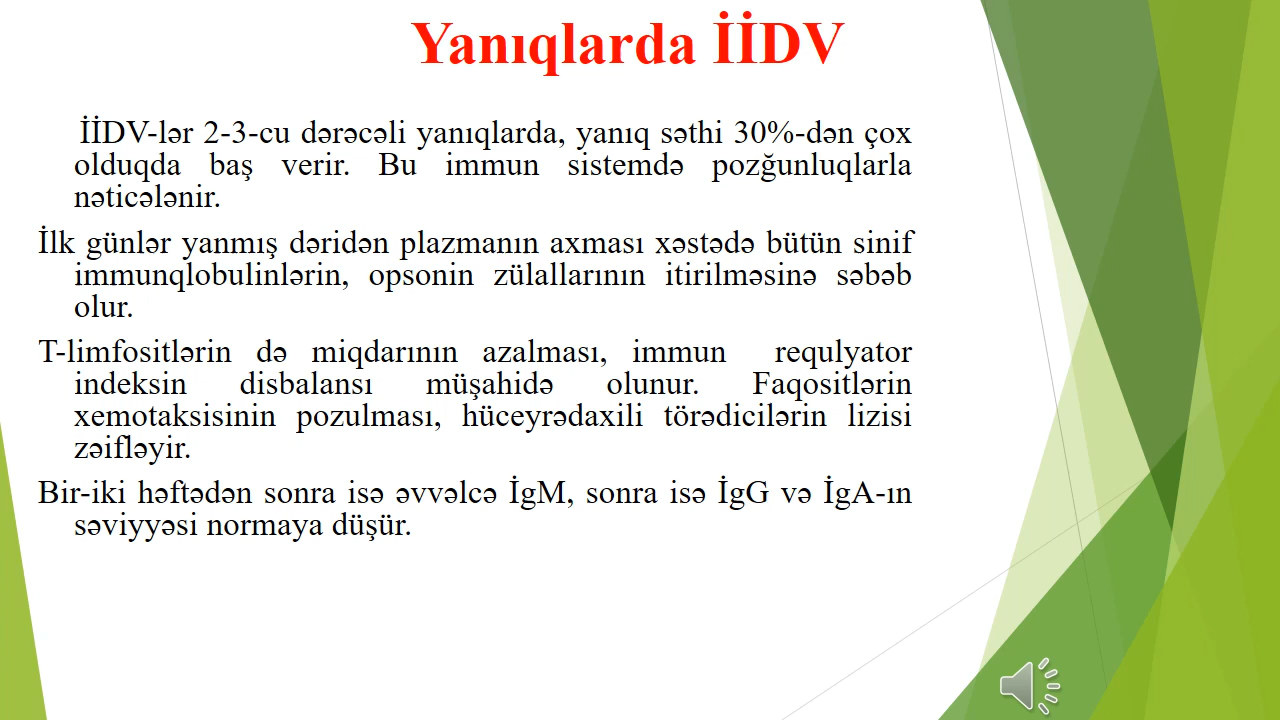 Yanıqlarda İİDV
İİDV-lər 2-3-cu dərəcəli yanıqlarda, yanıq səthi 30%-dən çox
olduqda baş verir. Bu immun sistemdə pozğunluqlarla
nəticələnir.
İlk günlər yanmış dəridən plazmanın axması xəstədə bütün sinif
immunqlobulinlərin, opsonin zülallarının itirilməsinə səbəb
olur.
T-limfositlərin də miqdarının azalması, immun requlyator
indeksin disbalansı müşahidə olunur. Faqositlərin
xemotaksisinin pozulması, hüceyrədaxili törədicilərin lizisi
zəifləyir.
Bir-iki həftədən sonra isə əvvəlcə İgM, sonra isə İgG və İgA-ın
səviyyəsi normaya düşür.